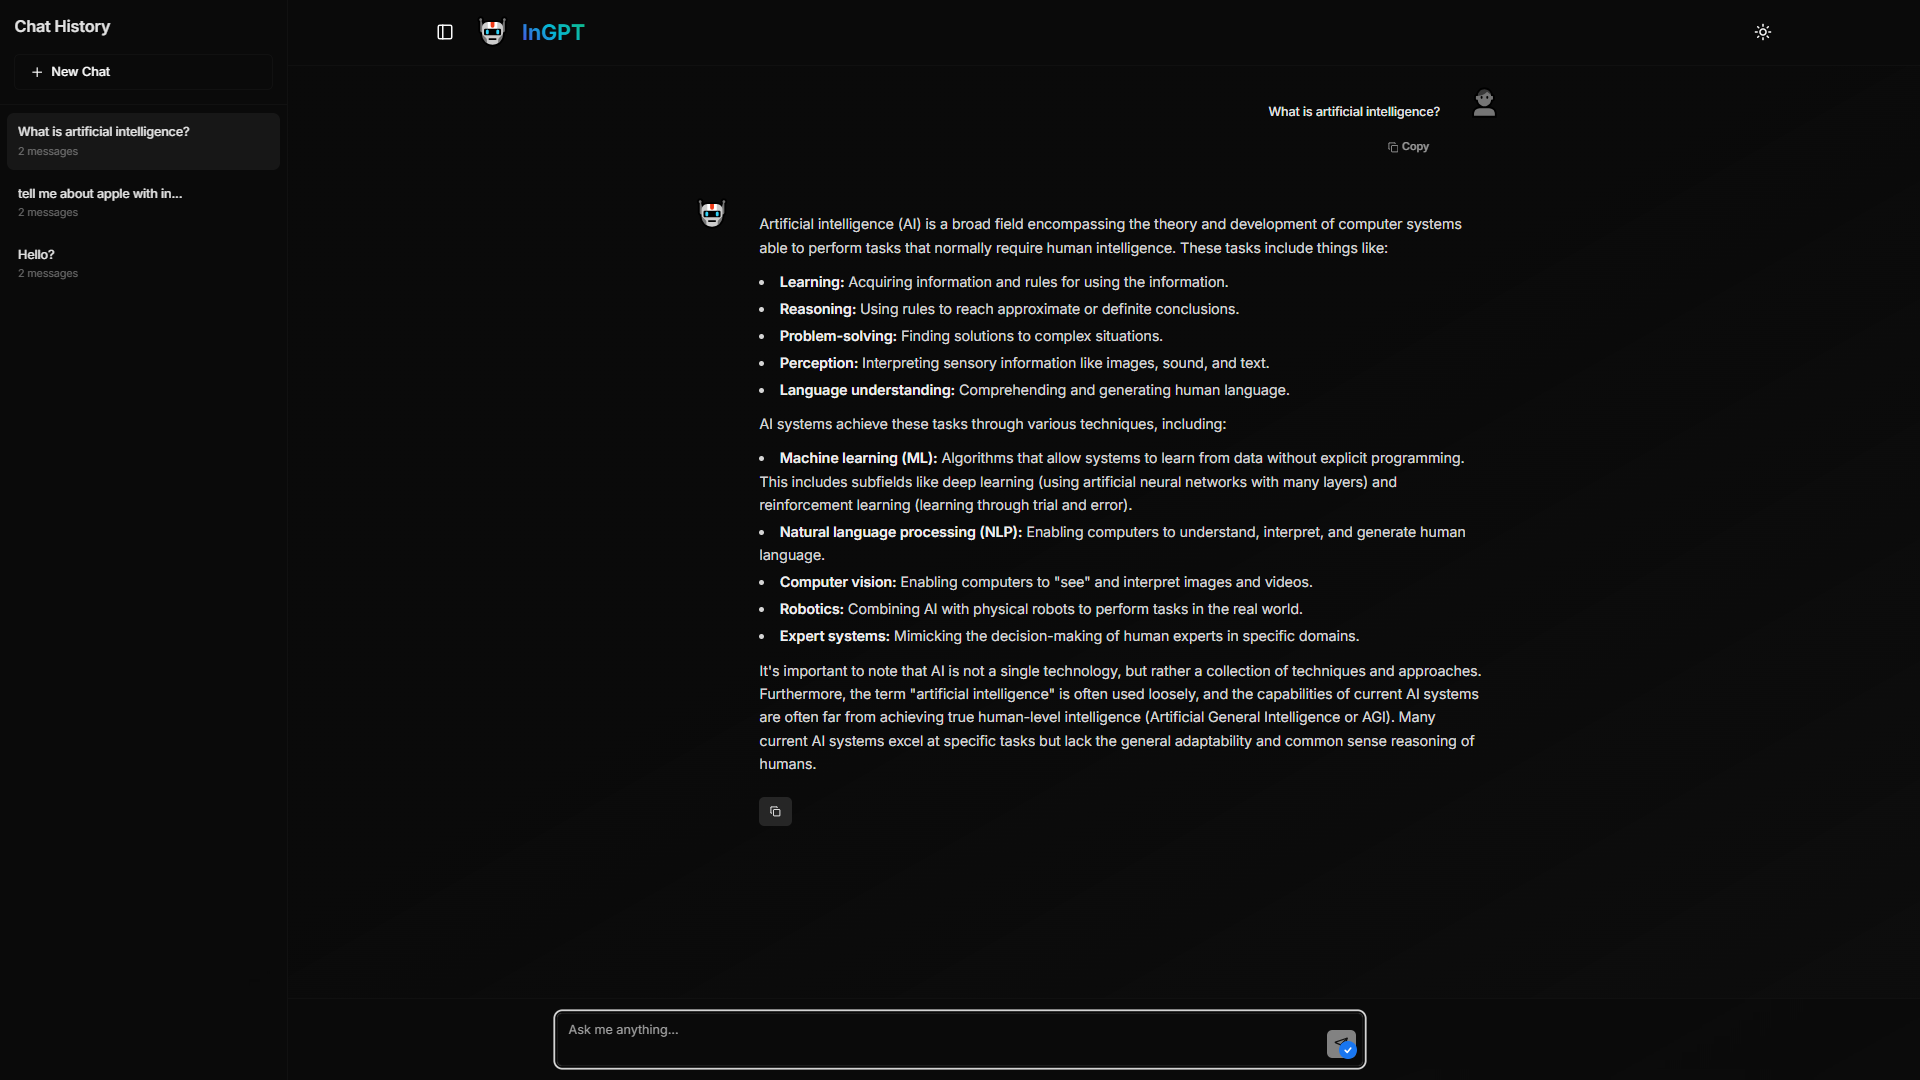 Chat History
New Chat
What is artificial intelligence?
2 messages
tell me about apple with in...
2 messages
Hello?
2 messages
InGPT
What is artificial intelligence?
Copy
Artificial intelligence (AI) is a broad field encompassing the theory and development of computer systems
able to perform tasks that normally require human intelligence. These tasks include things like:
• Learning: Acquiring information and rules for using the information.
• Reasoning: Using rules to reach approximate or definite conclusions.
• Problem-solving: Finding solutions to complex situations.
• Perception: Interpreting sensory information like images, sound, and text.
• Language understanding: Comprehending and generating human language.
AI systems achieve these tasks through various techniques, including:
• Machine learning (ML): Algorithms that allow systems to learn from data without explicit programming.
This includes subfields like deep learning (using artificial neural networks with many layers) and
reinforcement learning (learning through trial and error).
• Natural language processing (NLP): Enabling computers to understand, interpret, and generate human
language.
• Computer vision: Enabling computers to "see" and interpret images and videos.
• Robotics: Combining AI with physical robots to perform tasks in the real world.
• Expert systems: Mimicking the decision-making of human experts in specific domains.
It's important to note that AI is not a single technology, but rather a collection of techniques and approaches.
Furthermore, the term "artificial intelligence" is often used loosely, and the capabilities of current AI systems
are often far from achieving true human-level intelligence (Artificial General Intelligence or AGI). Many
current AI systems excel at specific tasks but lack the general adaptability and common sense reasoning of
humans.
Ask me anything...